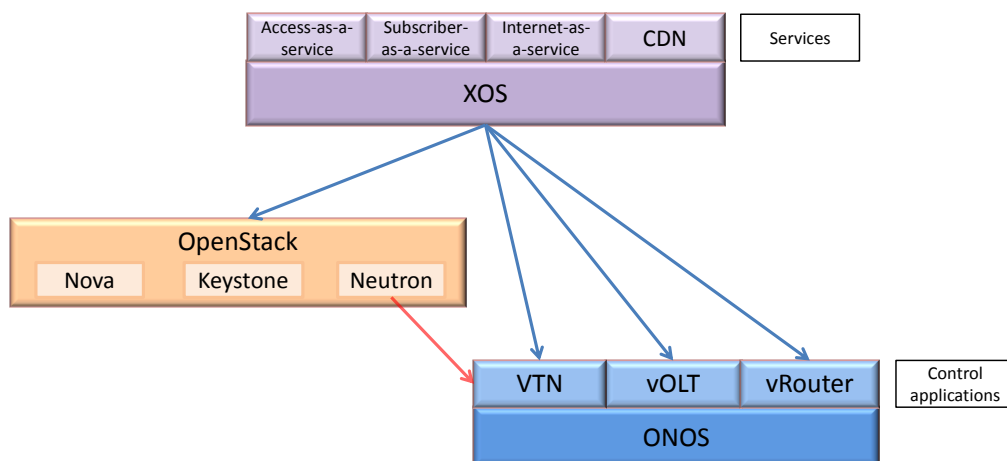 Access-as-a-
service
Subscriber-
as-a-service
Internet-as-
a-service
CDN
Services
XOS
OpenStack
Nova
Keystone
Neutron
VTN
vOLT
vRouter
Control
applications
ONOS